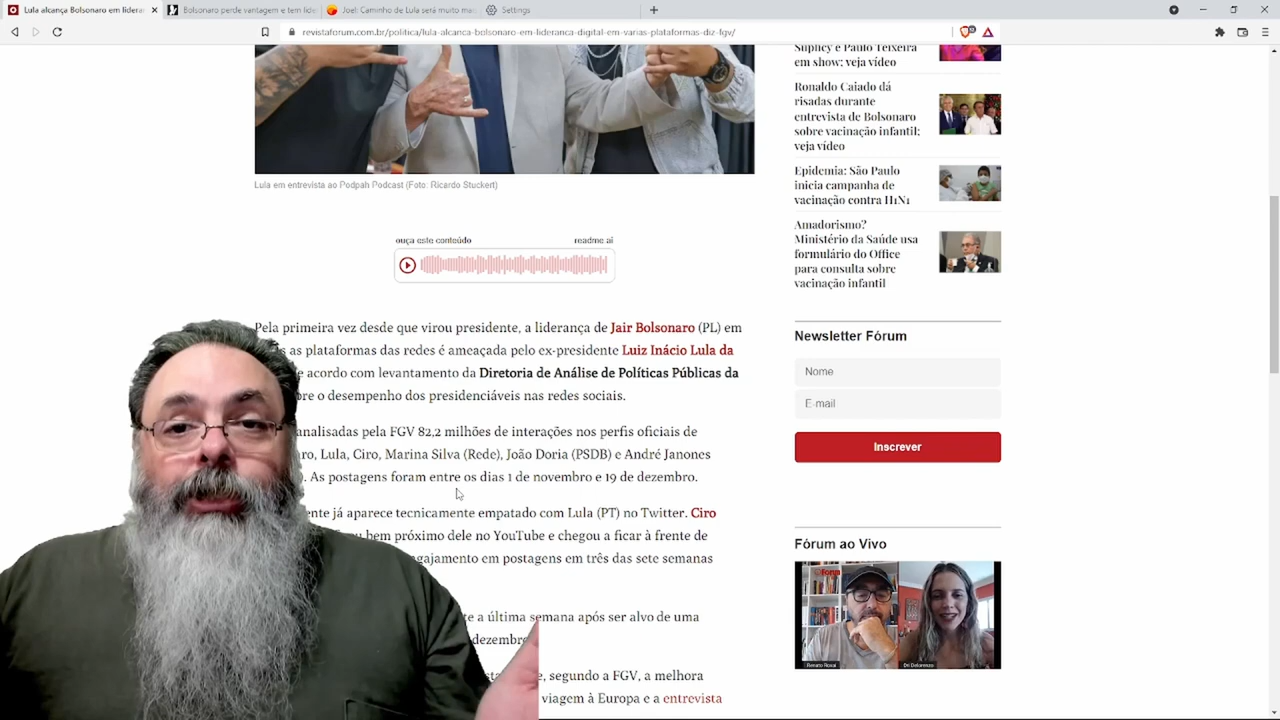 Lula alcança Bolsonaro em lideran
Bolsonaro perde vantagem e tem lide
Joel: Caminho de Lula será muito mai
Settings
revistaforum.com.br/politica/lula-alcanca-bolsonaro-em-lideranca-digital-em-varias-plataformas-diz-fgv/
Lula em entrevista ao Podpah Podcast (Foto: Ricardo Stuckert)
ouça este conteúdo
readme ai
Pela primeira vez desde que virou presidente, a liderança de Jair Bolsonaro (PL) em
as plataformas das redes é ameaçada pelo ex-presidente Luiz Inácio Lula da
e acordo com levantamento da Diretoria de Análise de Políticas Públicas da
re o desempenho dos presidenciáveis nas redes sociais.
nalisadas pela FGV 82,2 milhões de interações nos perfis oficiais de
ro, Lula, Ciro, Marina Silva (Rede), João Doria (PSDB) e André Janones
. As postagens foram entre os dias 1 de novembro e 19 de dezembro.
ente já aparece tecnicamente empatado com Lula (PT) no Twitter. Ciro
bem próximo dele no YouTube e chegou a ficar à frente de
gajamento em postagens em três das sete semanas
te a última semana após ser alvo de uma
dezembro
e, segundo a FGV, a melhora
viagem à Europa e a entrevista
Suplicy e Paulo Teixeira
em show; veja vídeo
Ronaldo Caiado dá
risadas durante
entrevista de Bolsonaro
sobre vacinação infantil;
veja vídeo
Epidemia: São Paulo
inicia campanha de
vacinação contra H1N1
Amadorismo?
Ministério da Saúde usa
formulário do Office
para consulta sobre
vacinação infantil
Newsletter Fórum
Nome
E-mail
Inscrever
Fórum ao Vivo
Renato Rovai
Dri Delorenzo